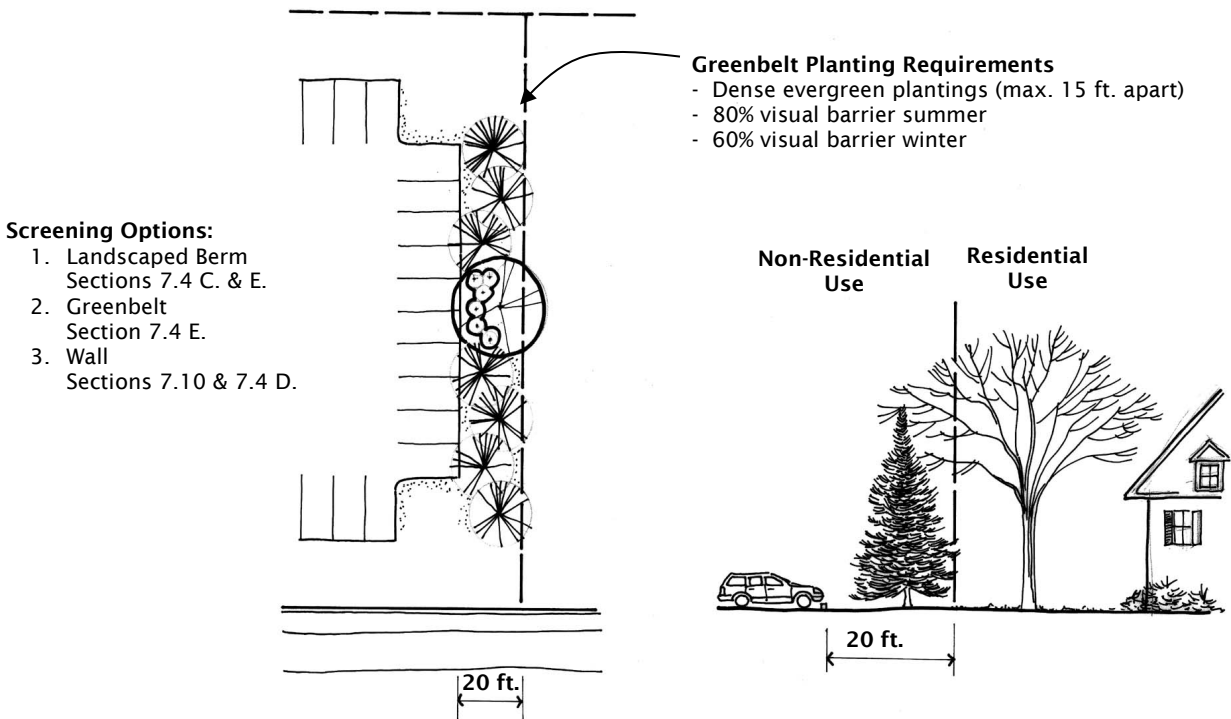 Greenbelt Planting Requirements
- Dense evergreen plantings (max. 15 ft. apart)
- 80% visual barrier summer
- 60% visual barrier winter
Screening Options:
1. Landscaped Berm
Sections 7.4 C. & E.
2. Greenbelt
Section 7.4 E.
3. Wall
Sections 7.10 & 7.4 D.
Non-Residential
Use
Residential
Use
20 ft.
20 ft.